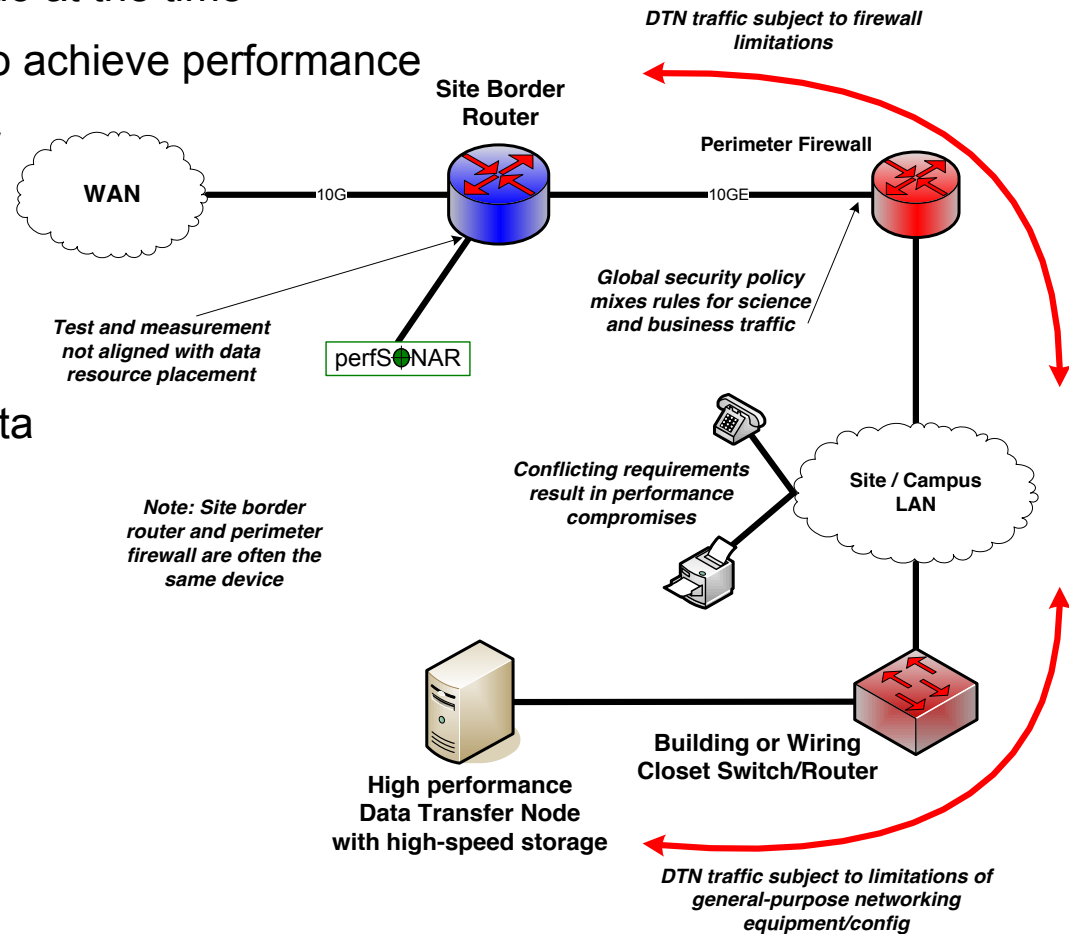 at the time
o achieve performance
ta
DTN traffic subject to firewall
limitations
Site Border
Router
Perimeter Firewall
WAN
10G
10GE
Global security policy
mixes rules for science
and business traffic
Test and measurement
not aligned with data
resource placement
perfSONAR
Conflicting requirements
result in performance
compromises
Site / Campus
LAN
Note: Site border
router and perimeter
firewall are often the
same device
Building or Wiring
Closet Switch/Router
High performance
Data Transfer Node
with high-speed storage
DTN traffic subject to limitations of
general-purpose networking
equipment/config